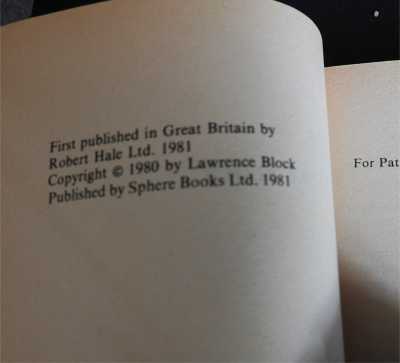 First published in Great Britain by
Robert Hale Ltd. 1981
Copyright © 1980 by Lawrence Block
Published by Sphere Books Ltd. 1981
For Pat